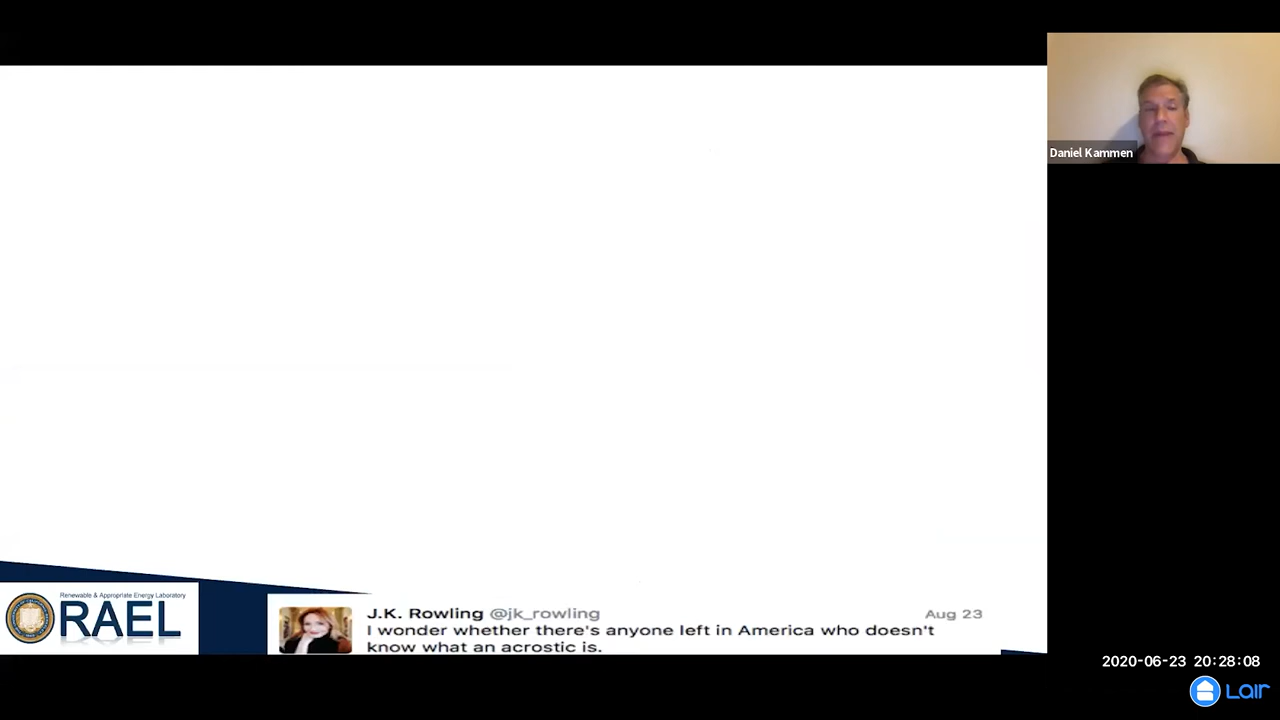 Daniel Kammen
Renewable & Appropriate Energy Laboratory
RAEL
J.K. Rowling @jk_rowling Aug 23
I wonder whether there's anyone left in America who doesn't
know what an acrostic is.
2020-06-23 20:28:08
Lair